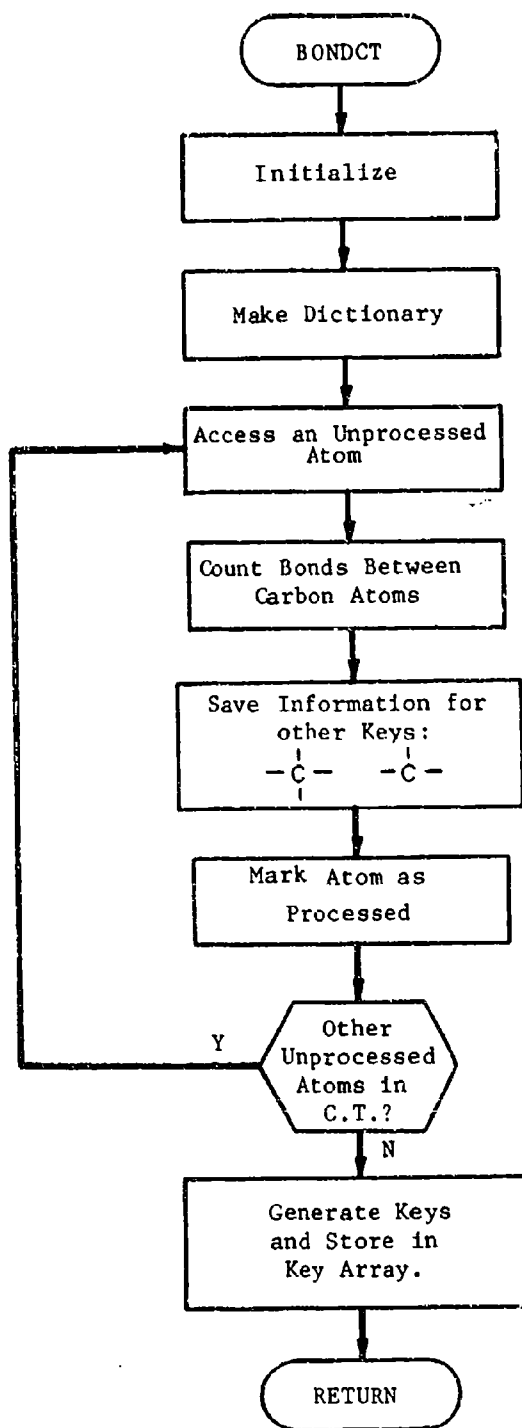 BONDCT
Initialize
Make Dictionary
Access an Unprocessed
Atom
Count Bonds Between
Carbon Atoms
Save Information for
other Keys:
–C– –C–
Mark Atom as
Processed
Other
Unprocessed
Atoms in
C.T.?
Y
N
Generate Keys
and Store in
Key Array.
RETURN